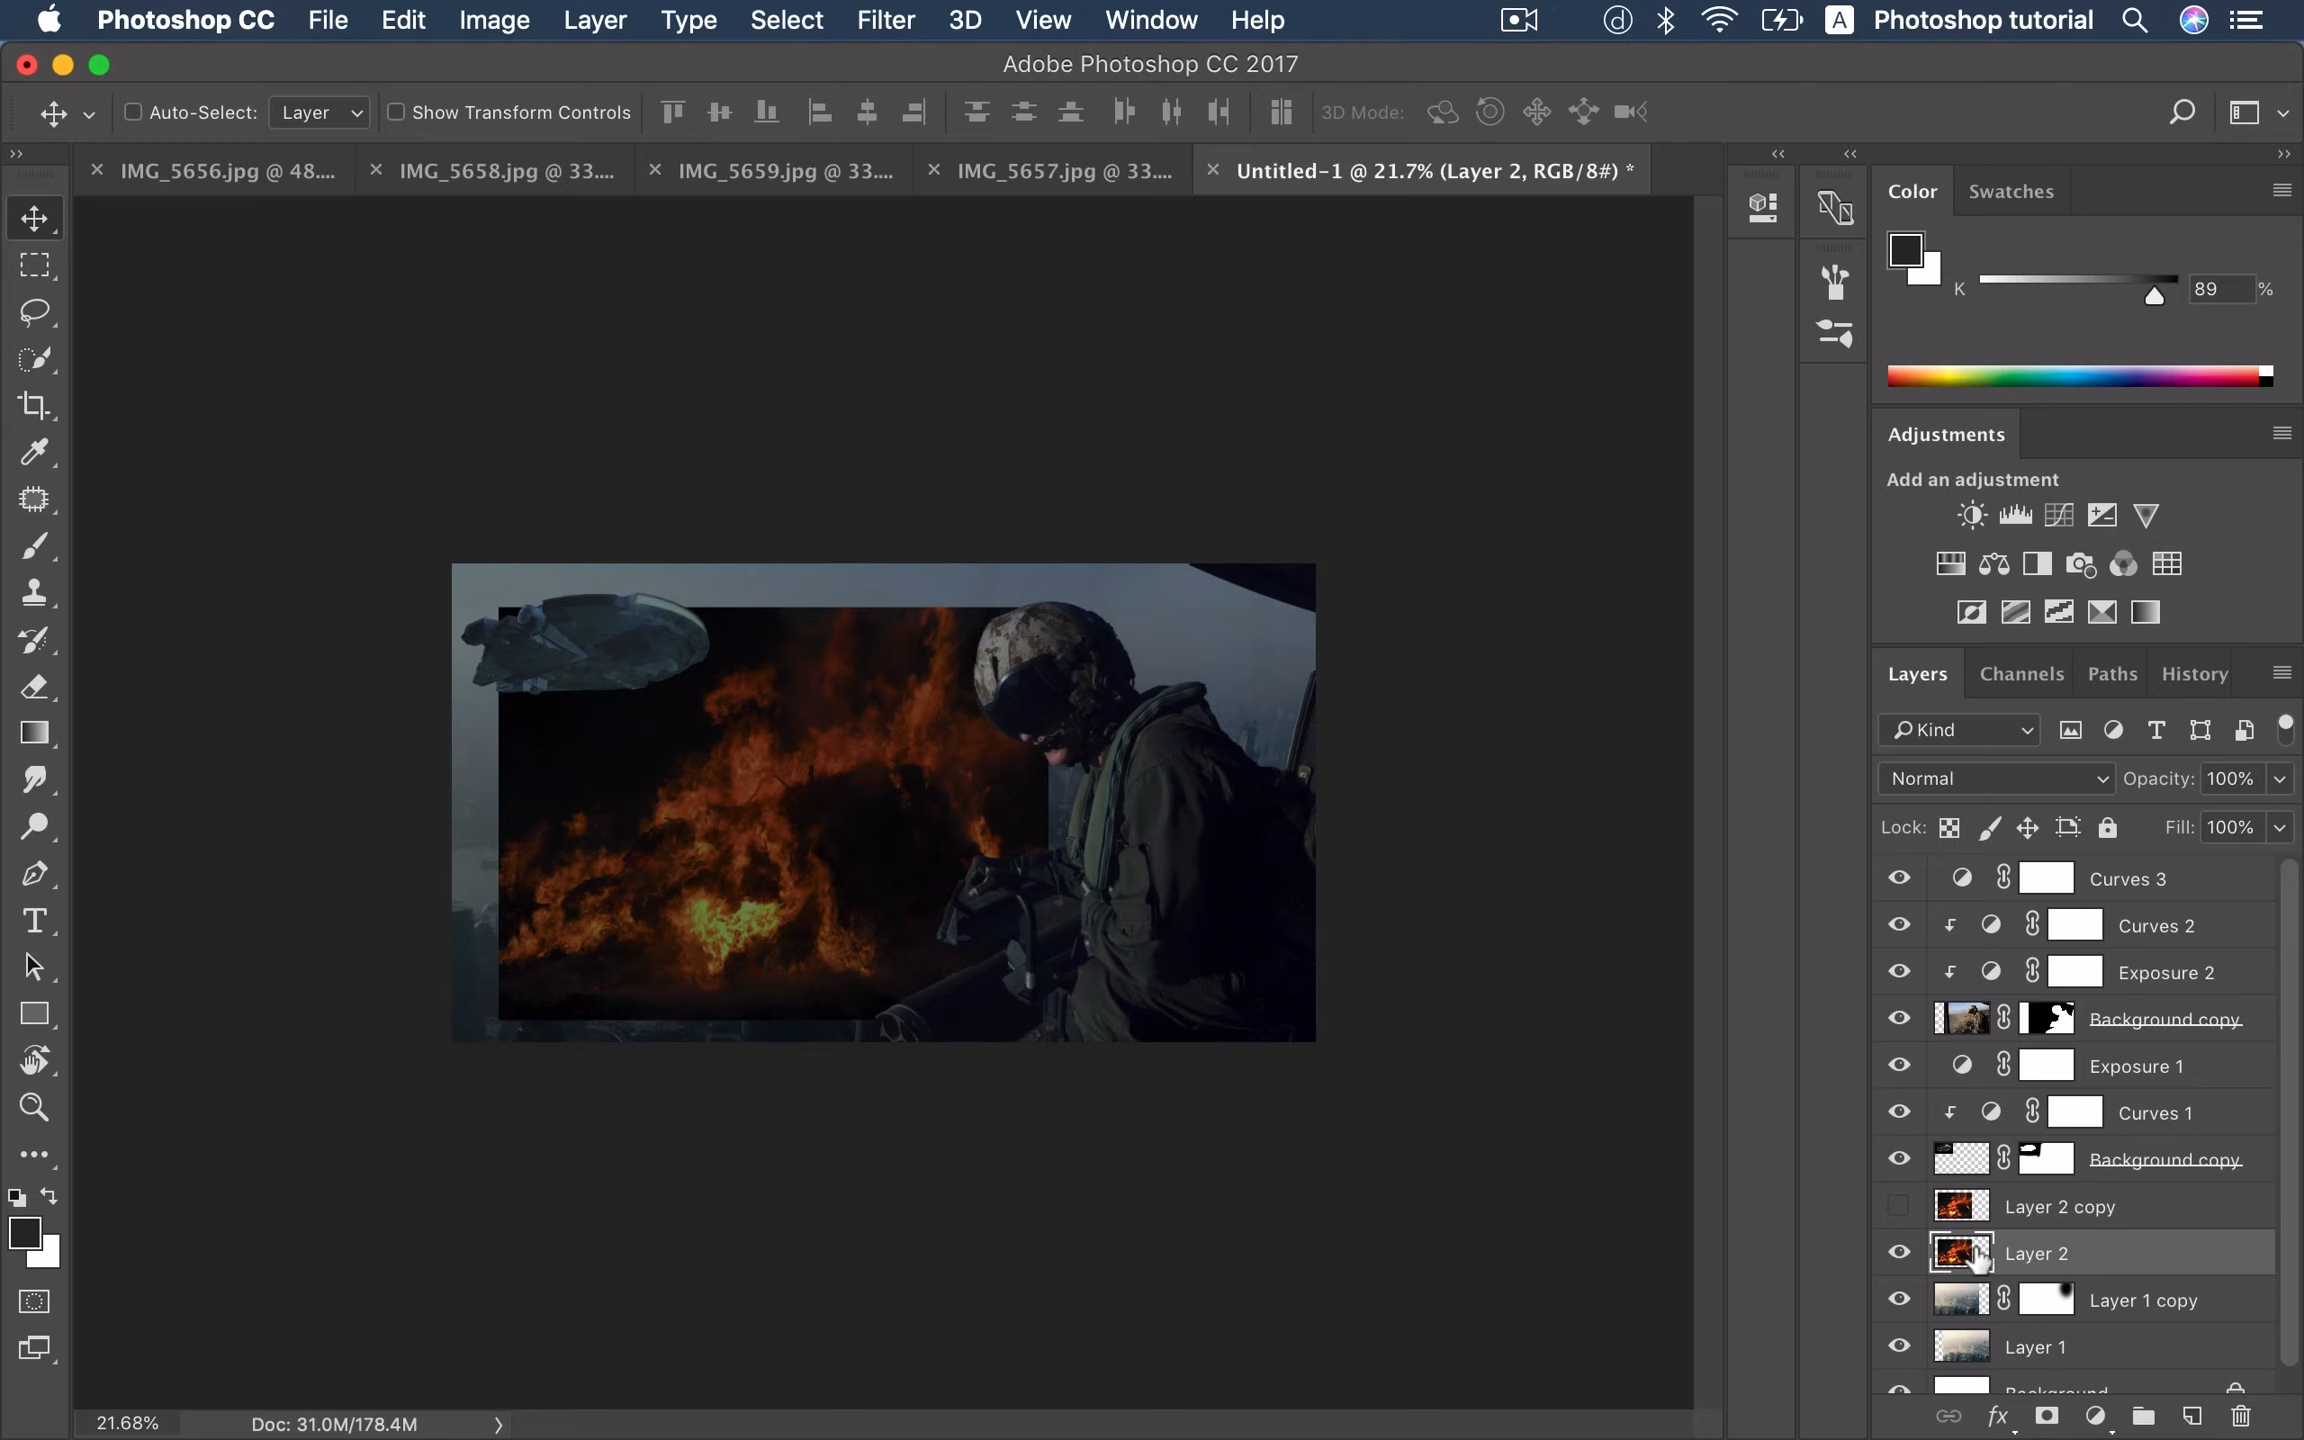 Photoshop CC File Edit Image Layer Type Select Filter 3D View Window Help A Photoshop tutorial
Adobe Photoshop CC 2017
Auto-Select: Layer Show Transform Controls 3D Mode:
IMG_5656.jpg @ 48.... IMG_5658.jpg @ 33.... IMG_5659.jpg @ 33.... IMG_5657.jpg @ 33.... Untitled-1 @ 21.7% (Layer 2, RGB/8#) *
Color Swatches
K 89 %
Adjustments
Add an adjustment
Layers Channels Paths History
Kind
Normal Opacity: 100%
Lock: Fill: 100%
Curves 3
Curves 2
Exposure 2
Background copy
Exposure 1
Curves 1
Background copy
Layer 2 copy
Layer 2
Layer 1 copy
Layer 1
Background
21.68% Doc: 31.0M/178.4M
fx